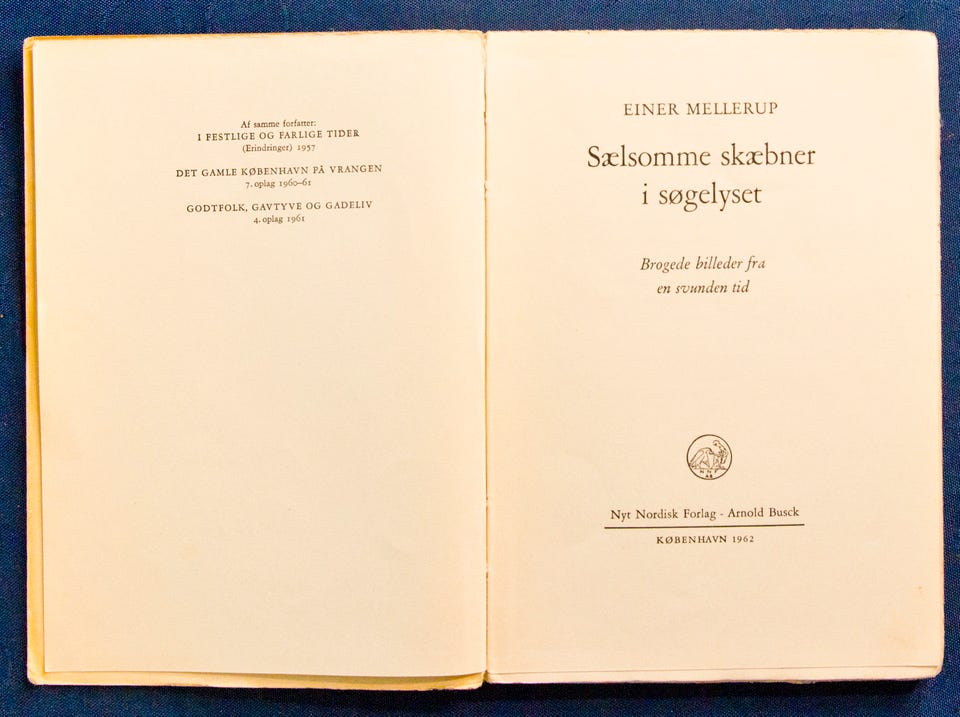 Af samme forfatter:
I FESTLIGE OG FARLIGE TIDER
(Erindringer) 1957
DET GAMLE KØBENHAVN PÅ VRANGEN
7. oplag 1960–61
GODTFOLK, GAVTYVE OG GADELIV
4. oplag 1961
EINER MELLERUP
Sælsomme skæbner
i søgelyset
Brogede billeder fra
en svunden tid
NNF
AB
Nyt Nordisk Forlag - Arnold Busck
KØBENHAVN 1962